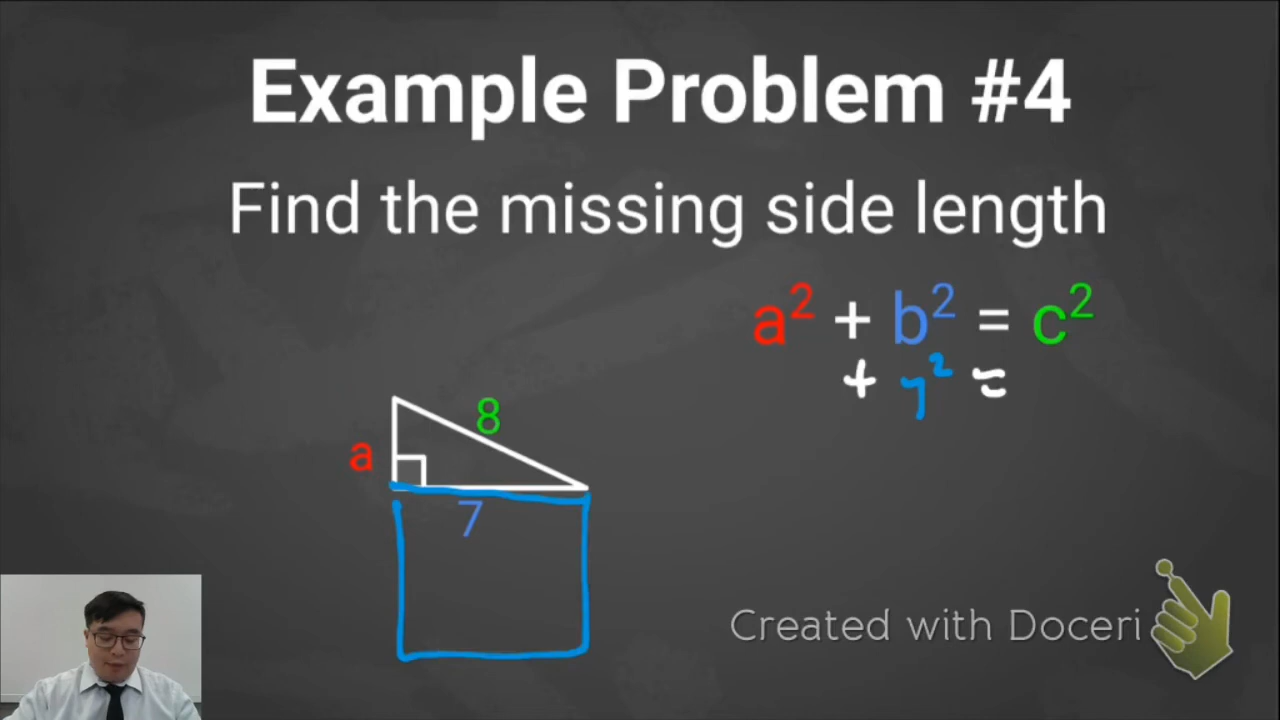 Example Problem #4
Find the missing side length
a² + b² = c²
+ 7² =
8
a
7
Created with Doceri